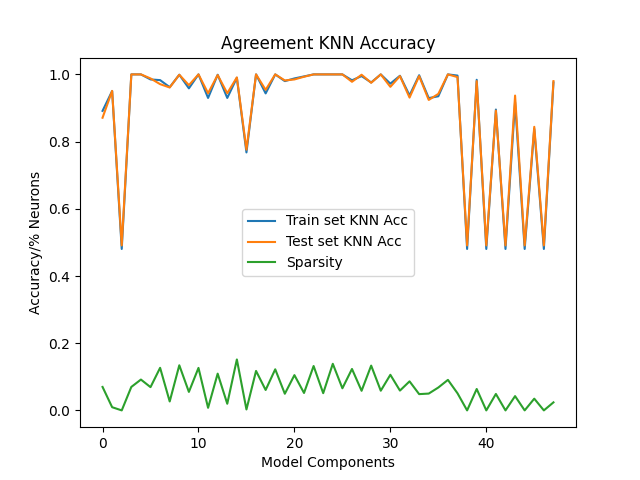 Agreement KNN Accuracy
Accuracy/% Neurons
1.0
0.8
0.6
0.4
0.2
0.0
Train set KNN Acc
Test set KNN Acc
Sparsity
0 10 20 30 40
Model Components